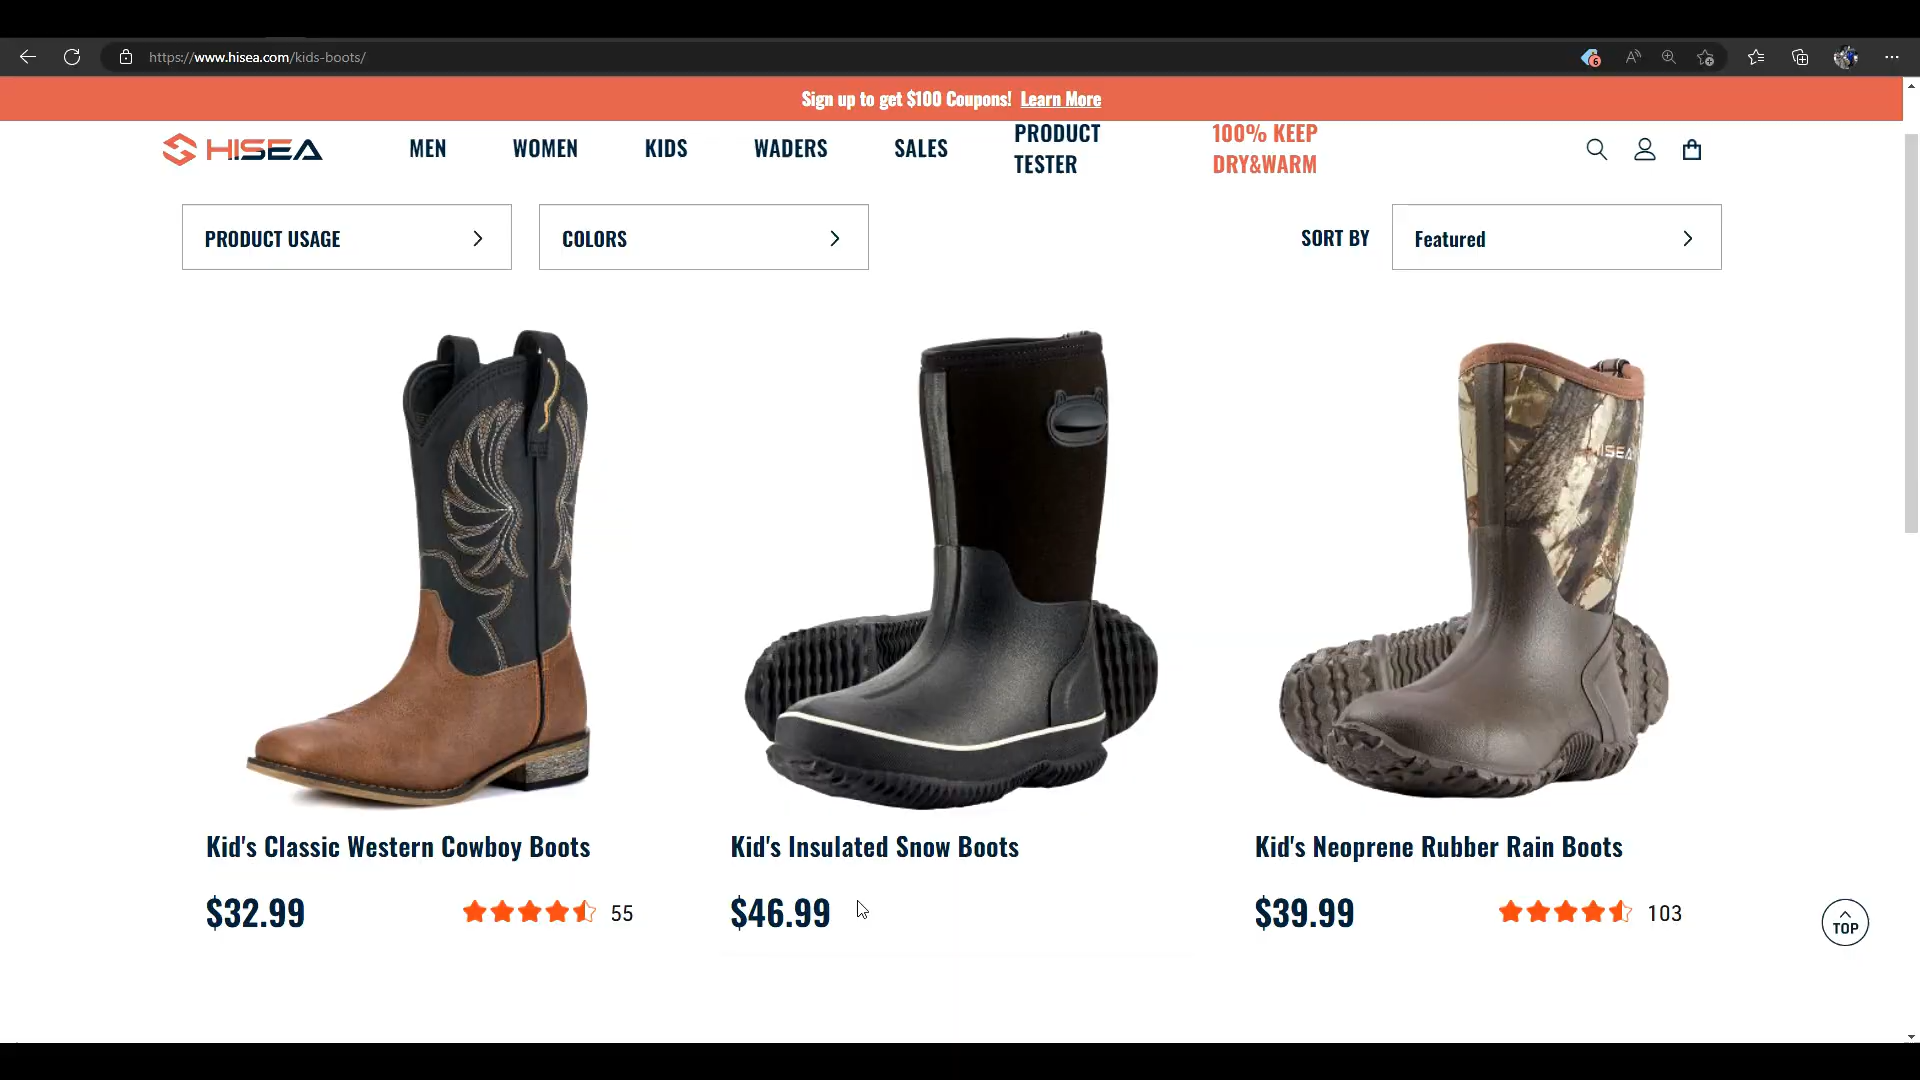 https://www.hisea.com/kids-boots/
6
Sign up to get $100 Coupons! Learn More
HISEA
MEN
WOMEN
KIDS
WADERS
SALES
PRODUCT
TESTER
100% KEEP
DRY&WARM
PRODUCT USAGE
COLORS
SORT BY
Featured
HISEA
Kid's Classic Western Cowboy Boots
$32.99
55
Kid's Insulated Snow Boots
$46.99
Kid's Neoprene Rubber Rain Boots
$39.99
103
TOP